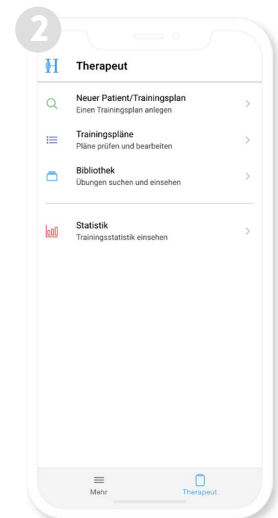 2
H Therapeut
Neuer Patient/Trainingsplan
Einen Trainingsplan anlegen
Trainingspläne
Pläne prüfen und bearbeiten
Bibliothek
Übungen suchen und einsehen
Statistik
Trainingsstatistik einsehen
Mehr Therapeut